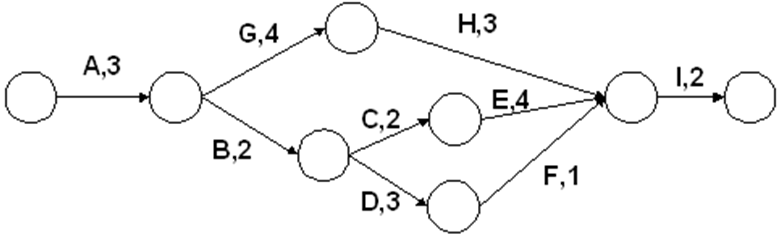 A,3
G,4
H,3
B,2
C,2
E,4
D,3
F,1
I,2